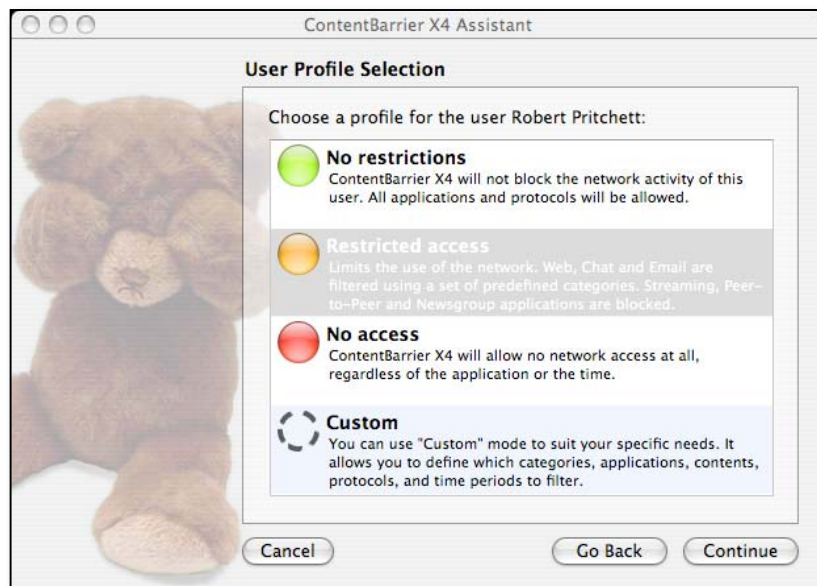 ContentBarrier X4 Assistant
User Profile Selection
Choose a profile for the user Robert Pritchett:
No restrictions
ContentBarrier X4 will not block the network activity of this
user. All applications and protocols will be allowed.
Restricted access
Limits the use of the network. Web, Chat and Email are
filtered using a set of predefined categories. Streaming, Peer-
to-Peer and Newsgroup applications are blocked.
No access
ContentBarrier X4 will allow no network access at all,
regardless of the application or the time.
Custom
You can use "Custom" mode to suit your specific needs. It
allows you to define which categories, applications, contents,
protocols, and time periods to filter.
Cancel Go Back Continue